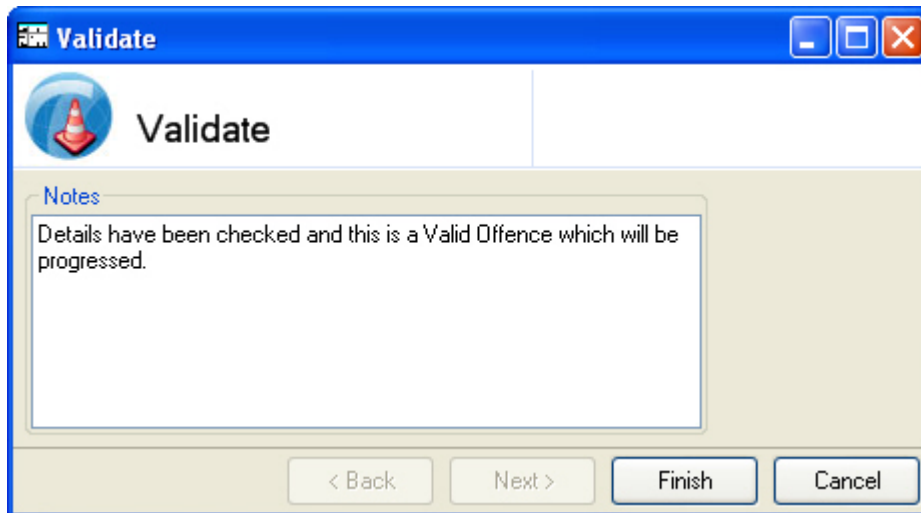 Validate
Validate
Notes
Details have been checked and this is a Valid Offence which will be
progressed.
< Back
Next >
Finish
Cancel